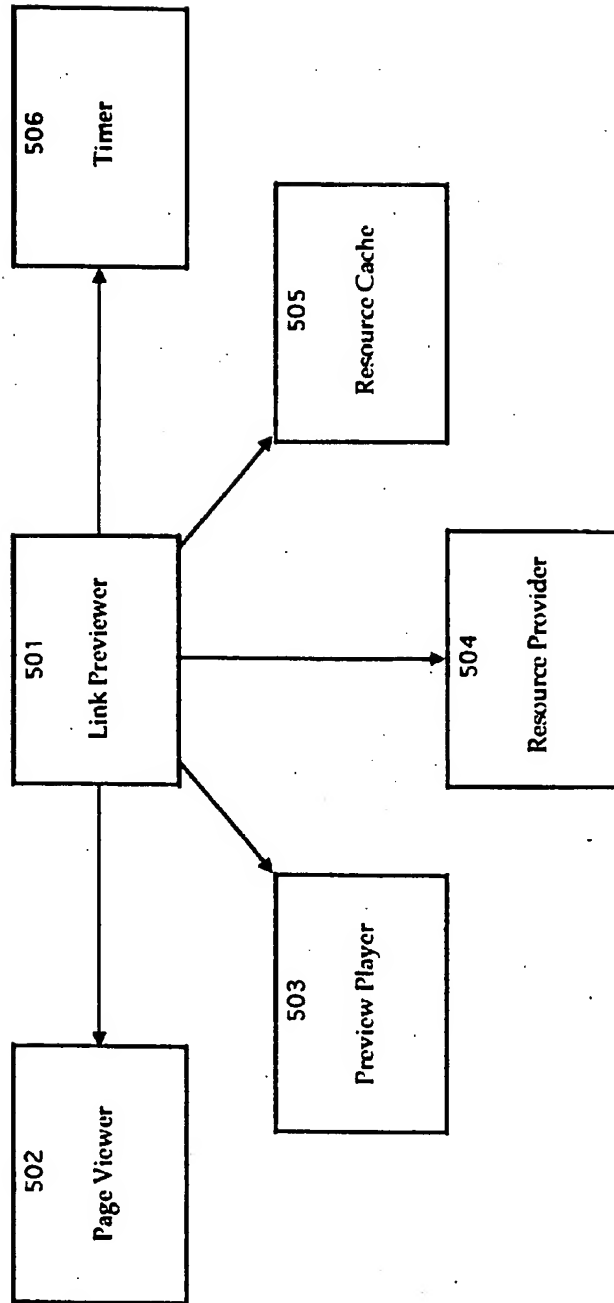 506
Timer
505
Resource Cache
501
Link Previewer
504
Resource Provider
503
Preview Player
502
Page Viewer